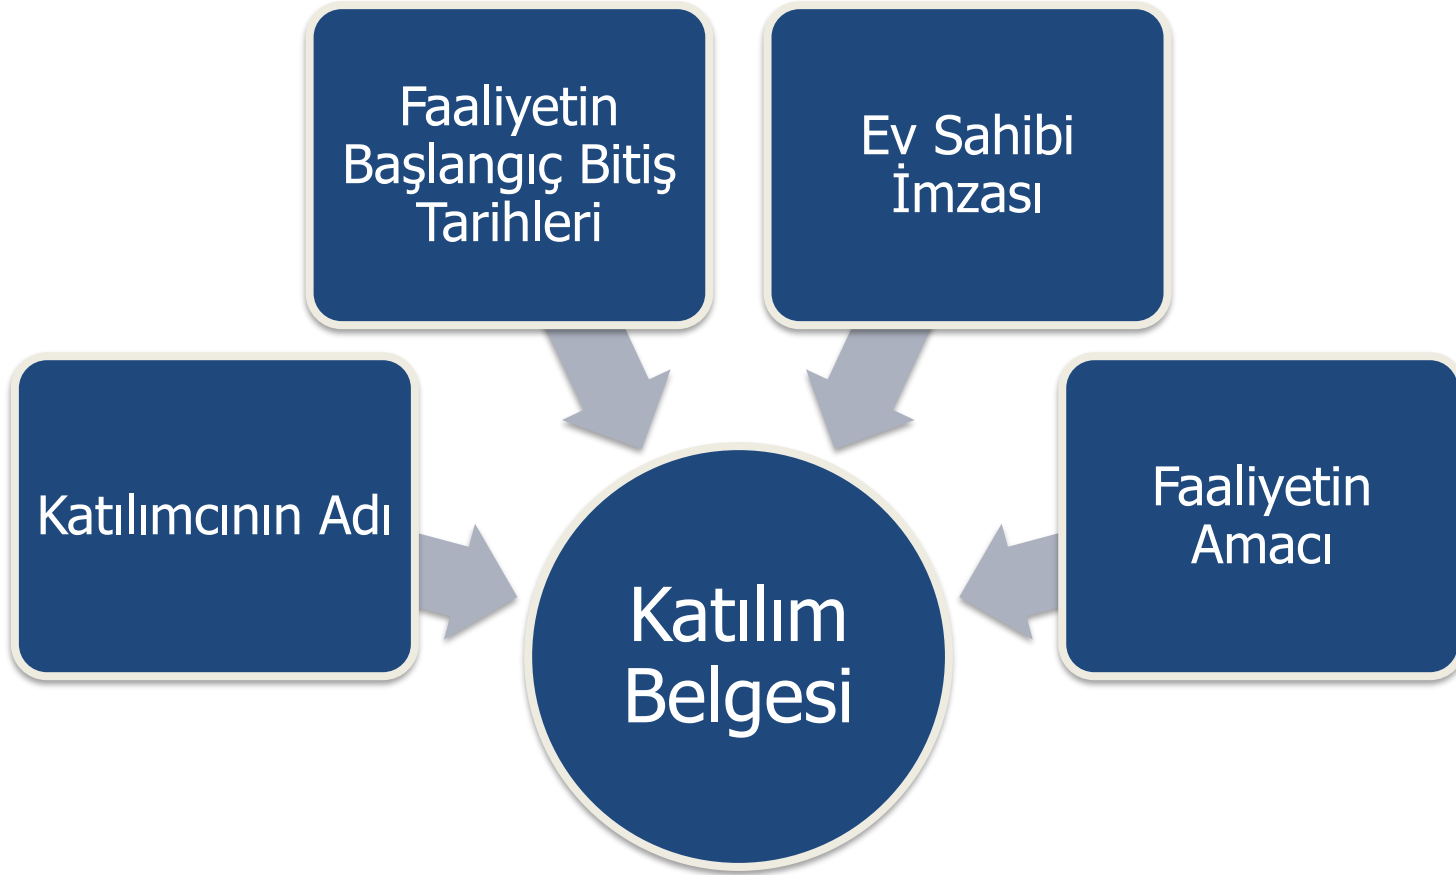 Faaliyetin
Başlangıç Bitiş
Tarihleri
Ev Sahibi
İmzası
Katılımcının Adı
Faaliyetin
Amacı
Katılım
Belgesi